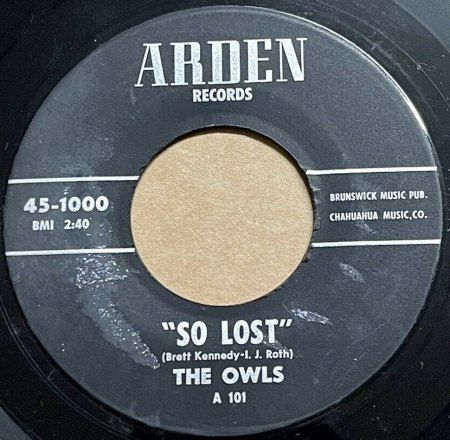 ARDEN
RECORDS
45-1000
BMI 2:40
BRUNSWICK MUSIC PUB.
CHAHUAHUA MUSIC,CO.
"SO LOST"
(Brett Kennedy-I. J. Roth)
THE OWLS
A 101